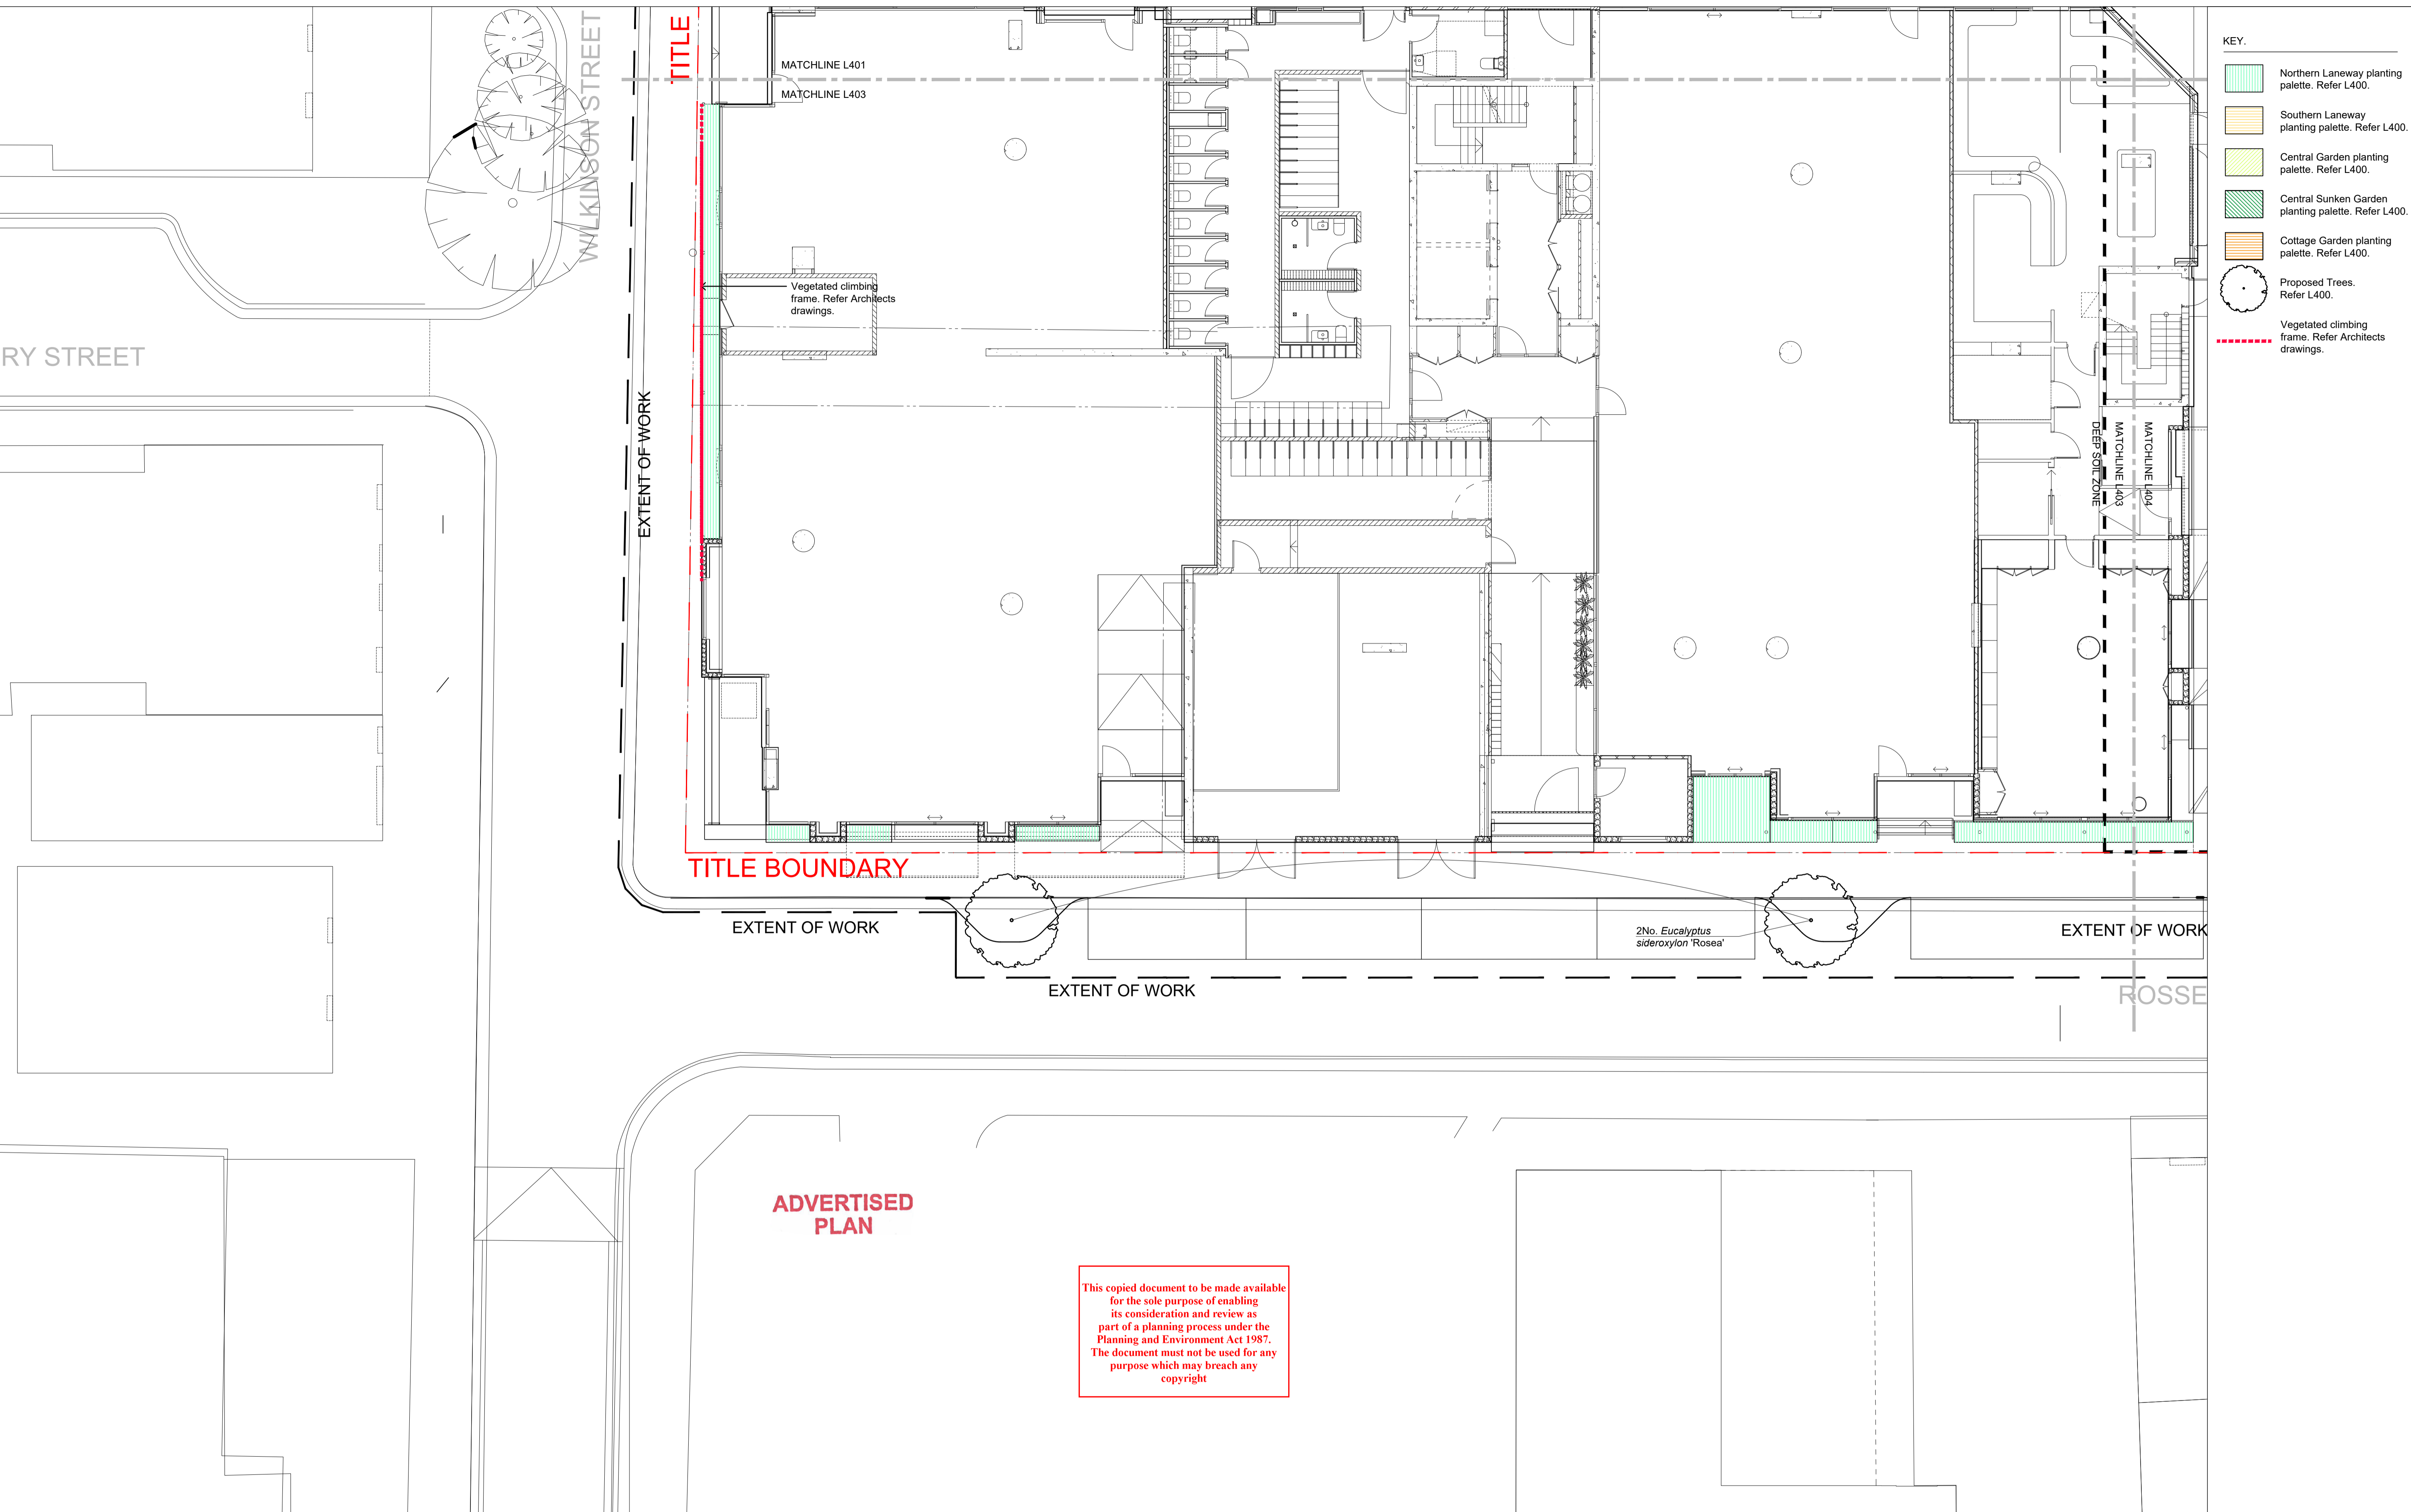 WILKINSON STREET
TITLE
MATCHLINE L401
MATCHLINE L403
Vegetated climbing
frame. Refer Architects
drawings.
RY STREET
EXTENT OF WORK
DEEP SOIL ZONE
MATCHLINE L403
MATCHLINE L404
TITLE BOUNDARY
EXTENT OF WORK
2No. Eucalyptus
sideroxylon 'Rosea'
EXTENT OF WORK
EXTENT OF WORK
ROSSE
ADVERTISED
PLAN
This copied document to be made available
for the sole purpose of enabling
its consideration and review as
part of a planning process under the
Planning and Environment Act 1987.
The document must not be used for any
purpose which may breach any
copyright
KEY.
Northern Laneway planting
palette. Refer L400.
Southern Laneway
planting palette. Refer L400.
Central Garden planting
palette. Refer L400.
Central Sunken Garden
planting palette. Refer L400.
Cottage Garden planting
palette. Refer L400.
Proposed Trees.
Refer L400.
Vegetated climbing
frame. Refer Architects
drawings.